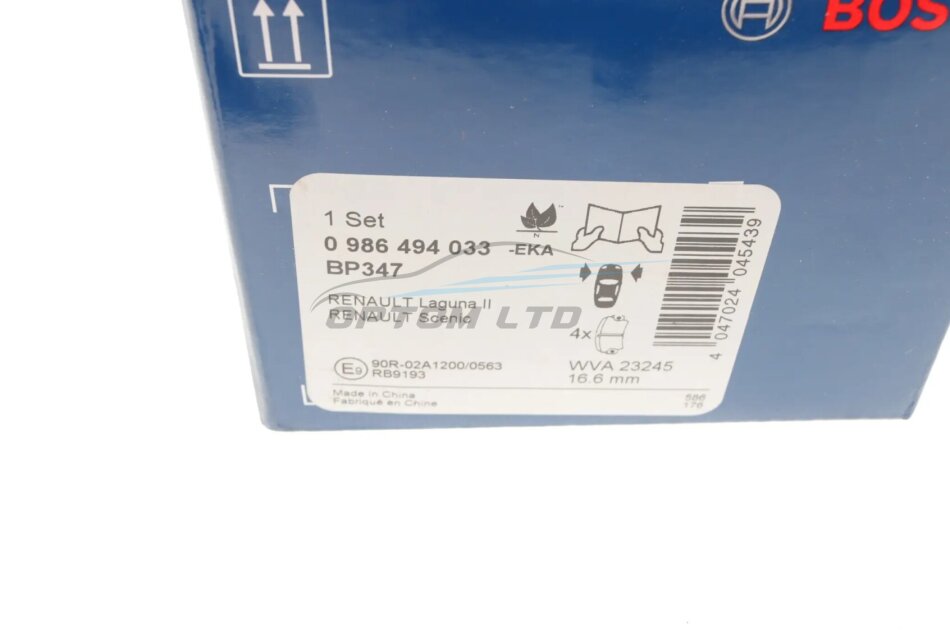 BOS
1 Set
0 986 494 033 -EKA
BP347
RENAULT Laguna II
RENAULT Scenic
OPTOM LTD
4x
E9
90R-02A1200/0563
RB9193
WVA 23245
16.6 mm
Made in China
Fabriqué en Chine
586
176
4 047024 045439
N